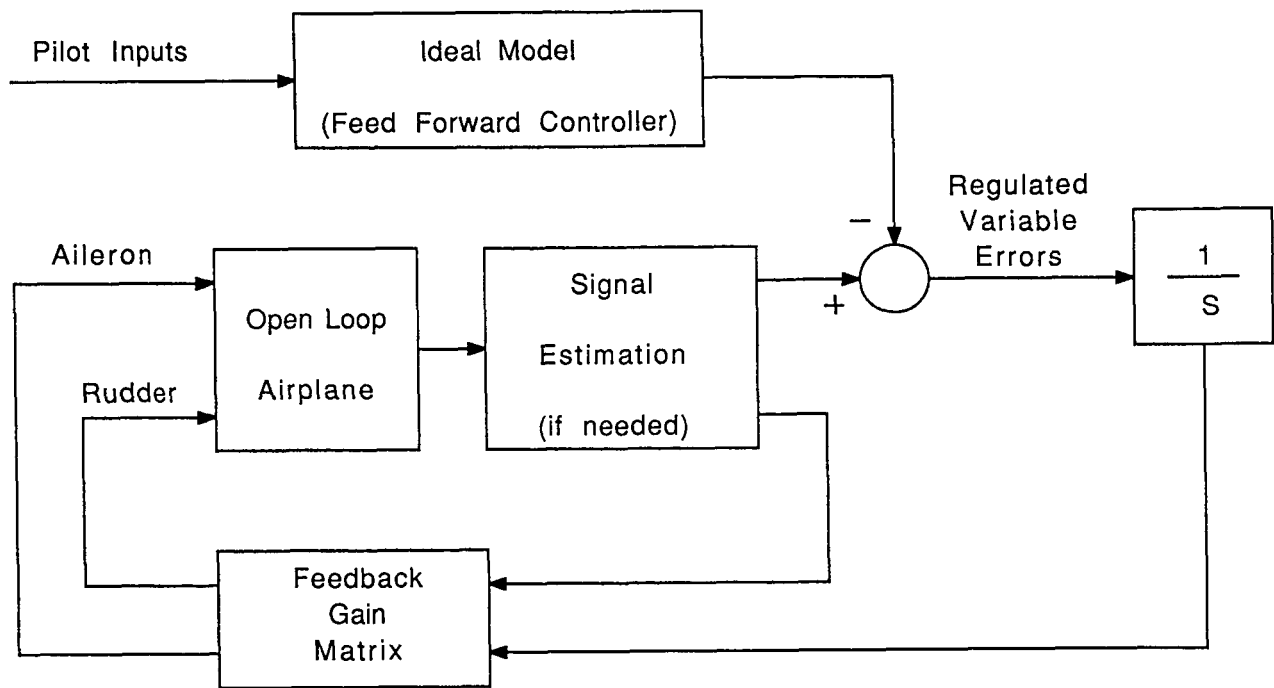 Pilot Inputs
Ideal Model
(Feed Forward Controller)
Regulated
Variable
Errors
−
+
1
S
Aileron
Rudder
Open Loop
Airplane
Signal
Estimation
(if needed)
Feedback
Gain
Matrix